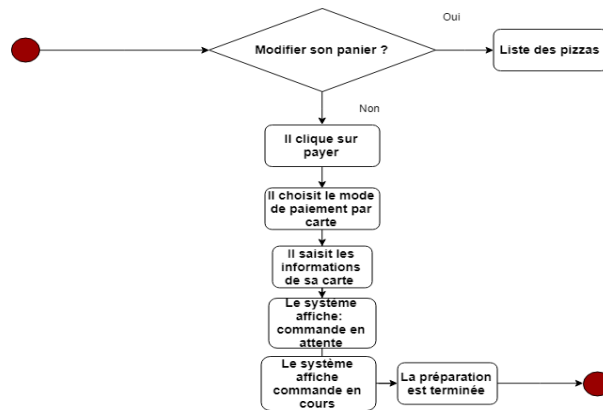 Oui
Modifier son panier ?
Liste des pizzas
Non
Il clique sur
payer
Il choisit le mode
de paiement par
carte
Il saisit les
informations
de sa carte
Le système
affiche:
commande en
attente
Le système
affiche
commande en
cours
La préparation
est terminée